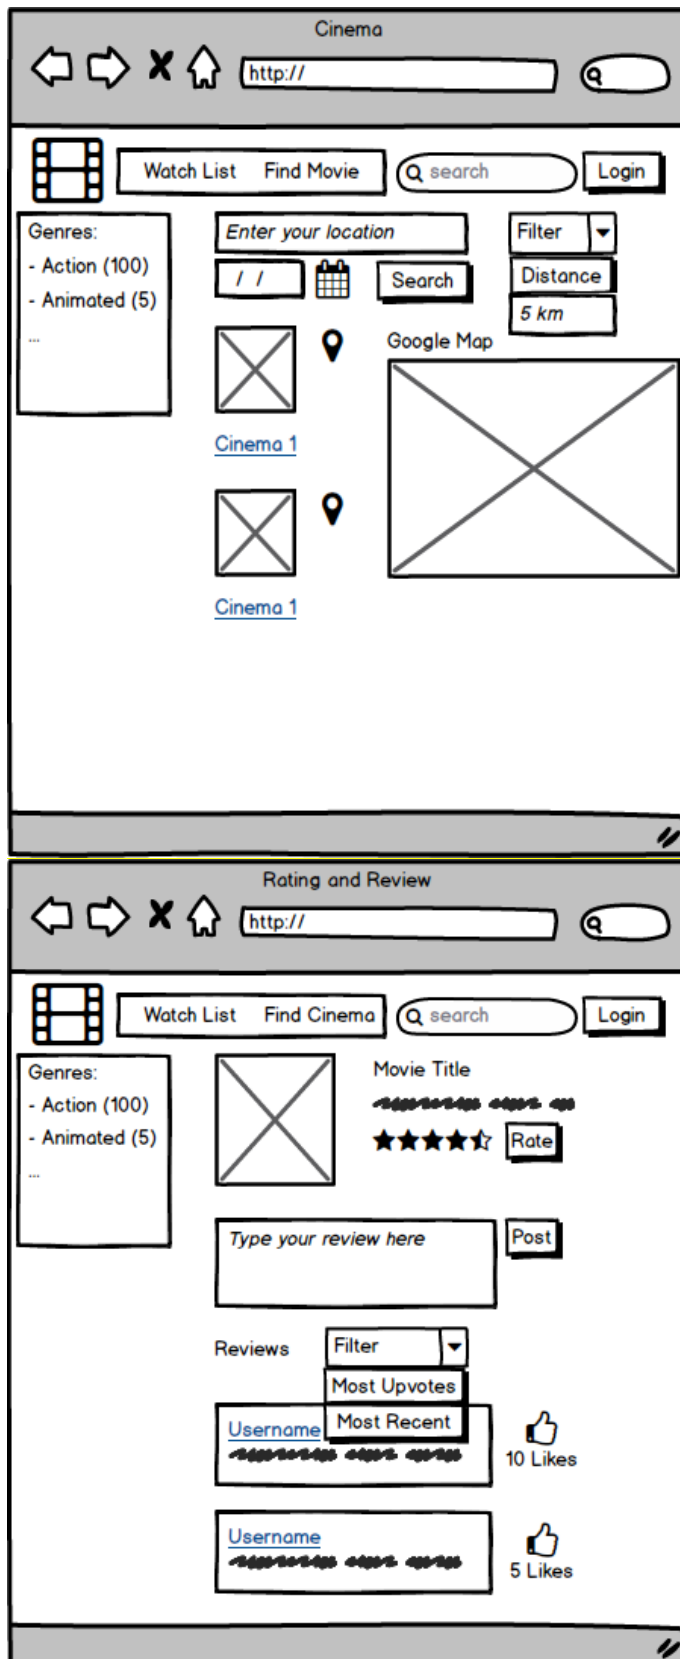 Cinema
http://
Watch List Find Movie search Login
Genres:
- Action (100)
- Animated (5)
...
Enter your location
Filter
/ /
Search
Distance
5 km
Google Map
Cinema 1
Cinema 1
Rating and Review
http://
Watch List Find Cinema search Login
Genres:
- Action (100)
- Animated (5)
...
Movie Title
Rate
Type your review here
Post
Reviews
Filter
Most Upvotes
Most Recent
Username
10 Likes
Username
5 Likes